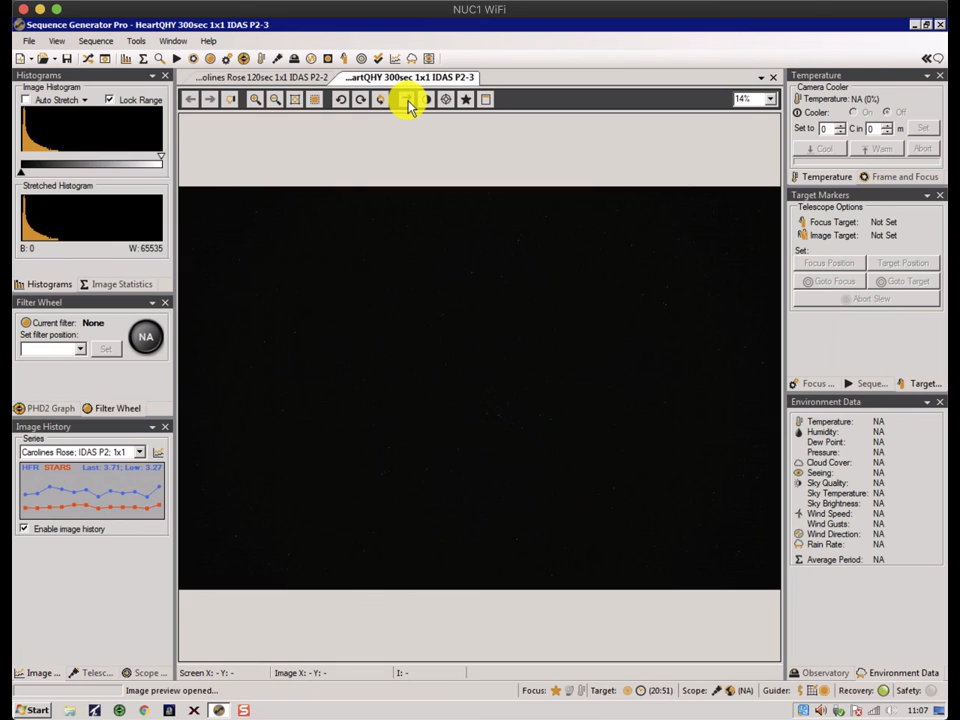 NUC1 WiFi
Sequence Generator Pro - HeartQHY 300sec 1x1 IDAS P2-3
File View Sequence Tools Window Help
Histograms
...olines Rose 120sec 1x1 IDAS P2-2
...artQHY 300sec 1x1 IDAS P2-3
Temperature
Image Histogram
Auto Stretch
Lock Range
14%
Camera Cooler
Temperature: NA (0%)
Cooler: On Off
Set to 0 C in 0 m Set
Cool Warm Abort
Temperature Frame and Focus
Stretched Histogram
B: 0 W: 65535
Histograms Image Statistics
Target Markers
Telescope Options
Focus Target: Not Set
Image Target: Not Set
Set:
Focus Position Target Position
Goto Focus Goto Target
Abort Slew
Filter Wheel
Current filter: None
Set filter position:
Set
NA
PHD2 Graph Filter Wheel
Focus ... Seque... Target...
Image History
Series
Carolines Rose; IDAS P2; 1x1
HFR STARS Last: 3.71; Low: 3.27
Enable image history
Environment Data
Temperature: NA
Humidity: NA
Dew Point: NA
Pressure: NA
Cloud Cover: NA
Seeing: NA
Sky Quality: NA
Sky Temperature: NA
Sky Brightness: NA
Wind Speed: NA
Wind Gusts: NA
Wind Direction: NA
Rain Rate: NA
Average Period: NA
Image ... Telesc... Scope ...
Screen X: - Y: - Image X: - Y: - I: -
Observatory Environment Data
Image preview opened...
Focus: Target: (20:51) Scope: (NA) Guider: Recovery: Safety:
Start
11:07